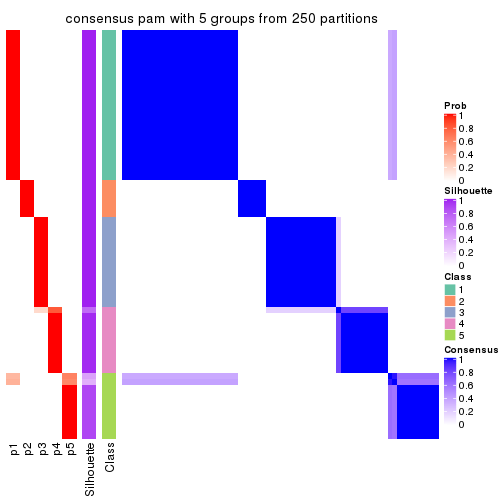 consensus pam with 5 groups from 250 partitions
Prob
1
0.8
0.6
0.4
0.2
0
Silhouette
1
0.8
0.6
0.4
0.2
0
Class
1
2
3
4
5
Consensus
1
0.8
0.6
0.4
0.2
0
p1
p2
p3
p4
p5
Silhouette
Class